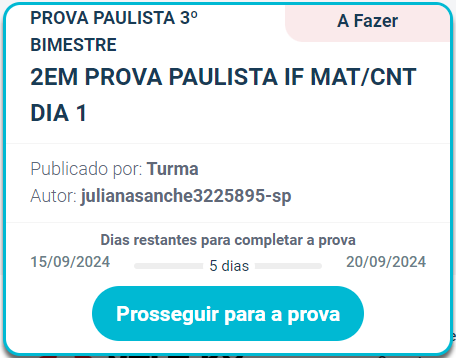 PROVA PAULISTA 3º
BIMESTRE
A Fazer
2EM PROVA PAULISTA IF MAT/CNT
DIA 1
Publicado por: Turma
Autor: julianasanche3225895-sp
Dias restantes para completar a prova
15/09/2024 5 dias 20/09/2024
Prosseguir para a prova